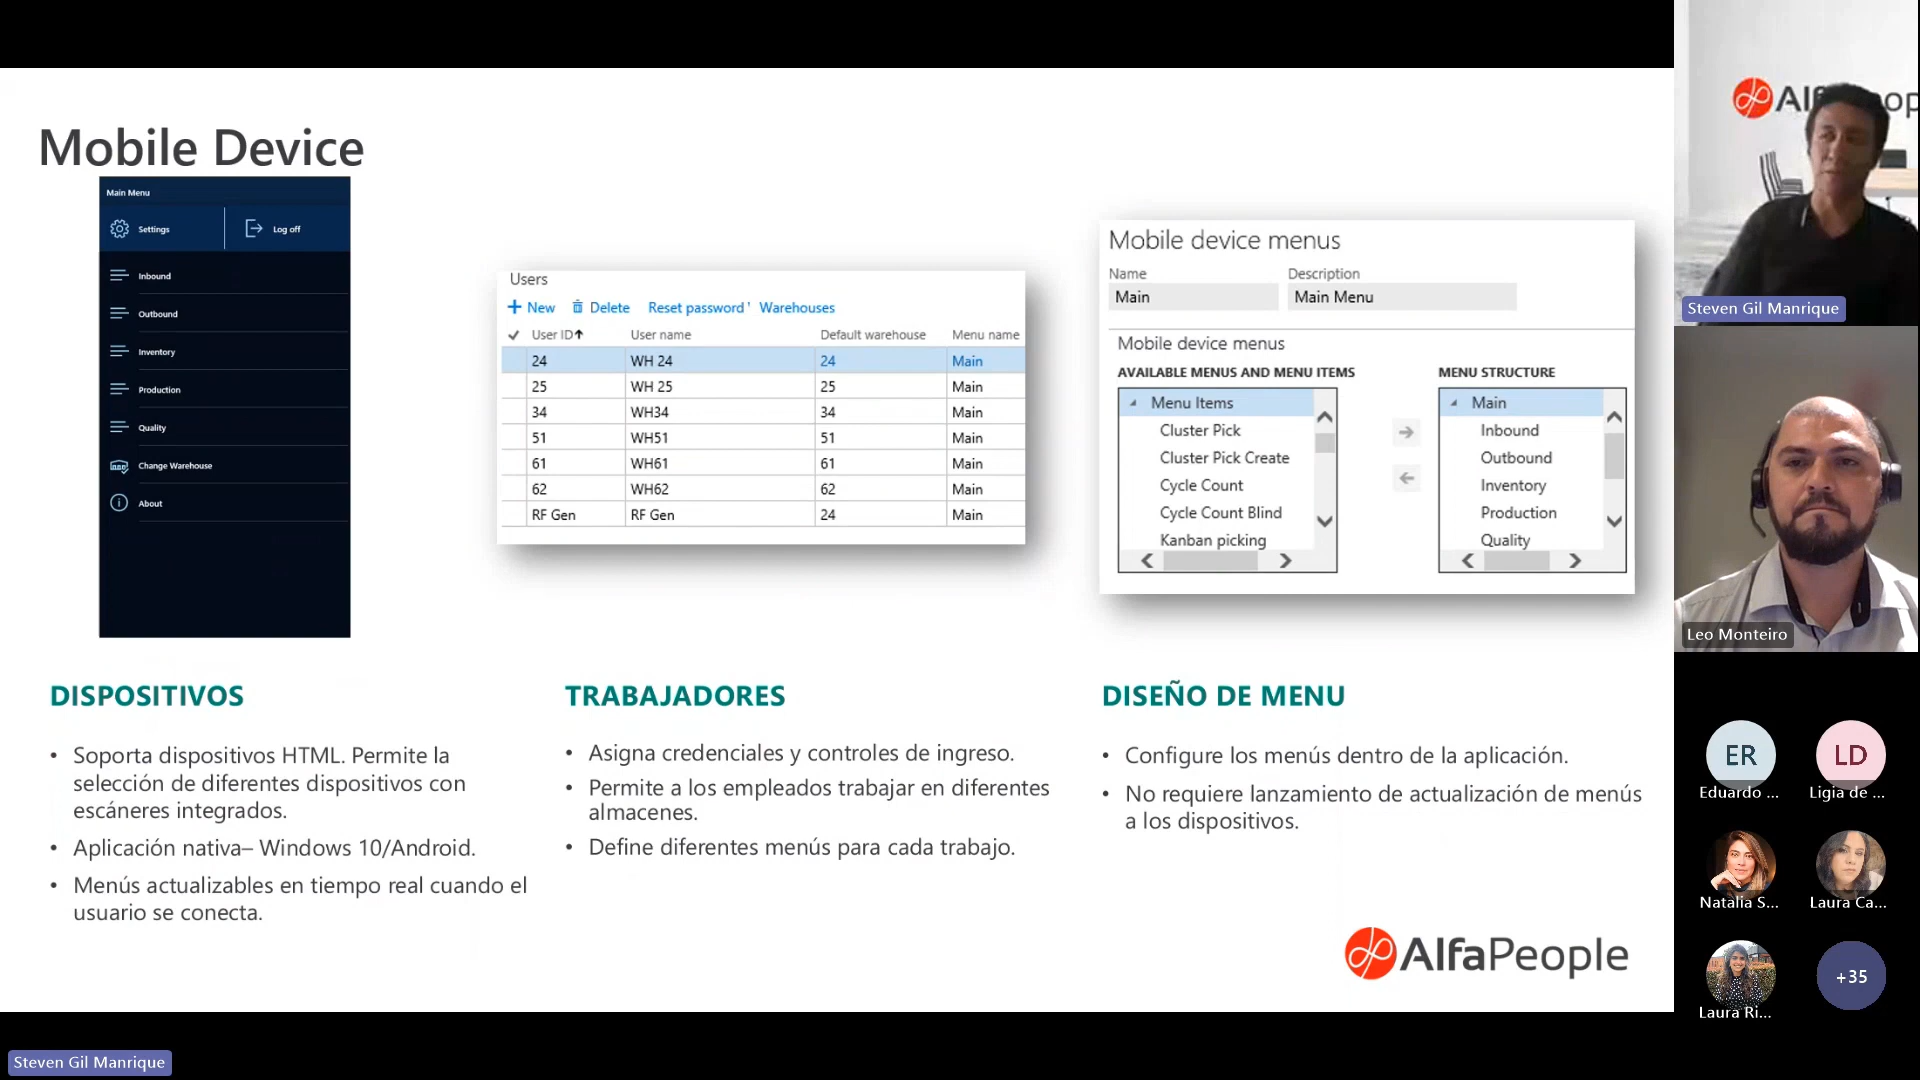 Mobile Device
Main Menu
Settings
Log off
Inbound
Outbound
Inventory
Production
Quality
Change Warehouse
About
Users
New Delete Reset password Warehouses
User ID User name Default warehouse Menu name
24 WH 24 24 Main
25 WH 25 25 Main
34 WH34 34 Main
51 WH51 51 Main
61 WH61 61 Main
62 WH62 62 Main
RF Gen RF Gen 24 Main
Mobile device menus
Name Description
Main Main Menu
Mobile device menus
AVAILABLE MENUS AND MENU ITEMS
Menu Items
Cluster Pick
Cluster Pick Create
Cycle Count
Cycle Count Blind
Kanban picking
MENU STRUCTURE
Main
Inbound
Outbound
Inventory
Production
Quality
DISPOSITIVOS
• Soporta dispositivos HTML. Permite la
selección de diferentes dispositivos con
escáneres integrados.
• Aplicación nativa– Windows 10/Android.
• Menús actualizables en tiempo real cuando el
usuario se conecta.
TRABAJADORES
• Asigna credenciales y controles de ingreso.
• Permite a los empleados trabajar en diferentes
almacenes.
• Define diferentes menús para cada trabajo.
DISEÑO DE MENU
• Configure los menús dentro de la aplicación.
• No requiere lanzamiento de actualización de menús
a los dispositivos.
AlfaPeople
Steven Gil Manrique
Steven Gil Manrique
Leo Monteiro
ER
Eduardo ...
LD
Ligia de ...
Natalia S...
Laura Ca...
Laura Ri...
+35